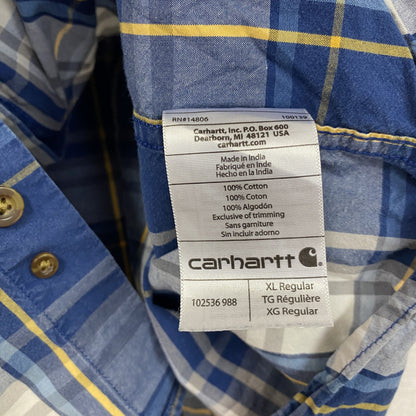 RN#14806 100139
Carhartt, Inc. P.O. Box 600
Dearborn, MI 48121 USA
carhartt.com
Made in India
Fabriqué en Inde
Hecho en la India
100% Cotton
100% Coton
100% Algodón
Exclusive of trimming
Sans garniture
Sin incluir adorno
carhartt
102536 988
XL Regular
TG Régulière
XG Regular